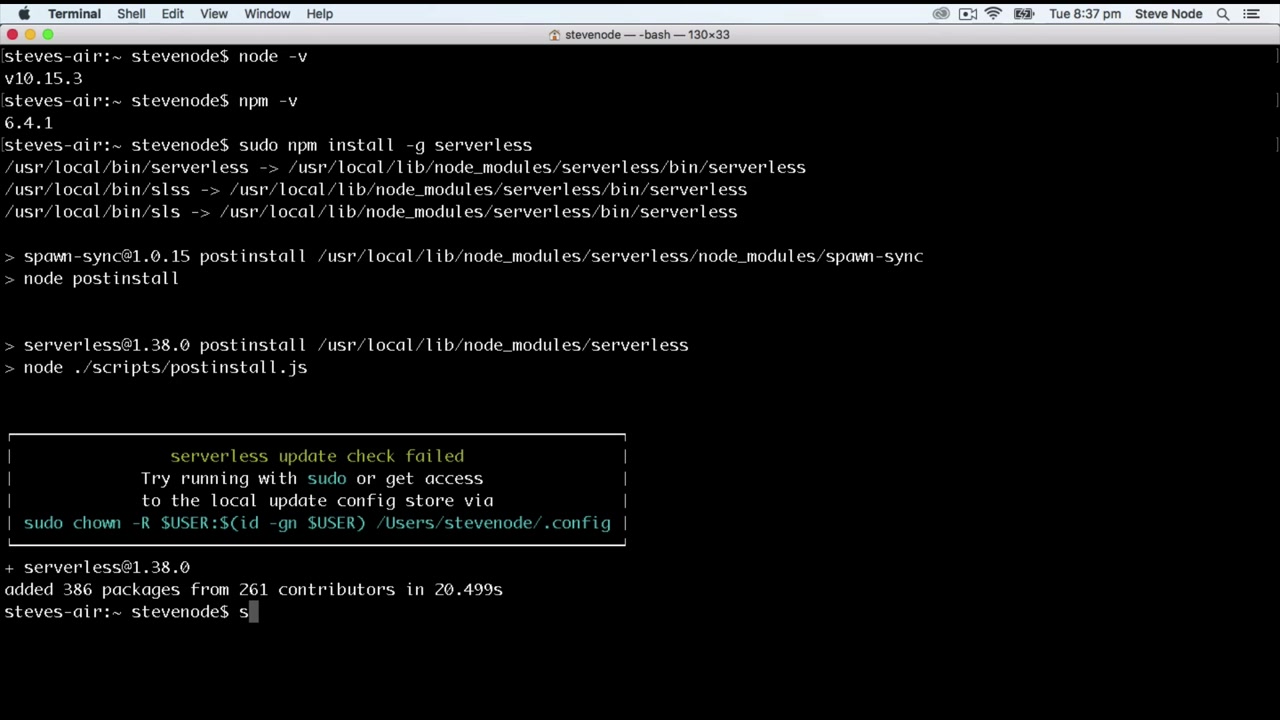 Terminal Shell Edit View Window Help Tue 8:37 pm Steve Node
stevenode — -bash — 130×33
steves-air:~ stevenode$ node -v
v10.15.3
steves-air:~ stevenode$ npm -v
6.4.1
steves-air:~ stevenode$ sudo npm install -g serverless
/usr/local/bin/serverless -> /usr/local/lib/node_modules/serverless/bin/serverless
/usr/local/bin/slss -> /usr/local/lib/node_modules/serverless/bin/serverless
/usr/local/bin/sls -> /usr/local/lib/node_modules/serverless/bin/serverless
> spawn-sync@1.0.15 postinstall /usr/local/lib/node_modules/serverless/node_modules/spawn-sync
> node postinstall
> serverless@1.38.0 postinstall /usr/local/lib/node_modules/serverless
> node ./scripts/postinstall.js
serverless update check failed
Try running with sudo or get access
to the local update config store via
sudo chown -R $USER:$(id -gn $USER) /Users/stevenode/.config
+ serverless@1.38.0
added 386 packages from 261 contributors in 20.499s
steves-air:~ stevenode$ s